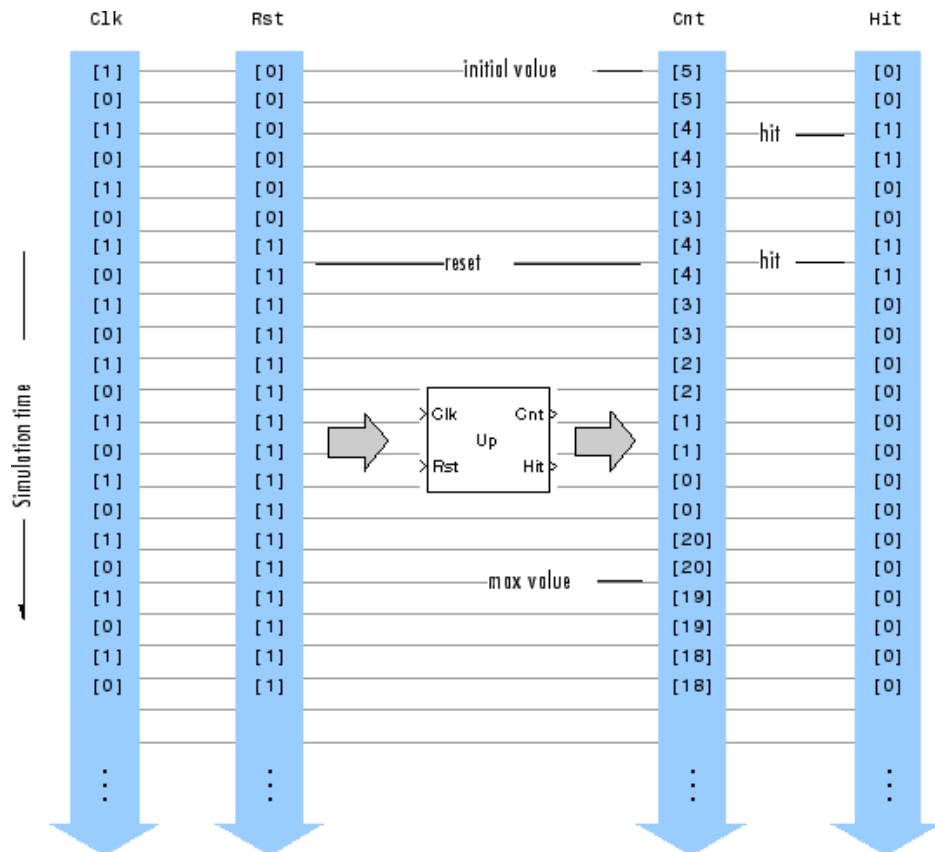 Clk Rst Cnt Hit
[1] [0] initial value [5] [0]
[0] [0] [5] [0]
[1] [0] [4] hit [1]
[0] [0] [4] [1]
[1] [0] [3] [0]
[0] [0] [3] [0]
[1] [1] [4] [1]
reset hit
[0] [1] [4] [1]
[1] [1] [3] [0]
[0] [1] [3] [0]
[1] [1] [2] [0]
[0] [1] [2] [0]
[1] [1] Clk Cnt [1] [0]
Up
[0] [1] [1] [0]
Rst Hit
[1] [1] [0] [0]
[0] [1] [0] [0]
[1] [1] [20] [0]
[0] [1] [20] [0]
max value
[1] [1] [19] [0]
[0] [1] [19] [0]
[1] [1] [18] [0]
[0] [1] [18] [0]
Simulation time